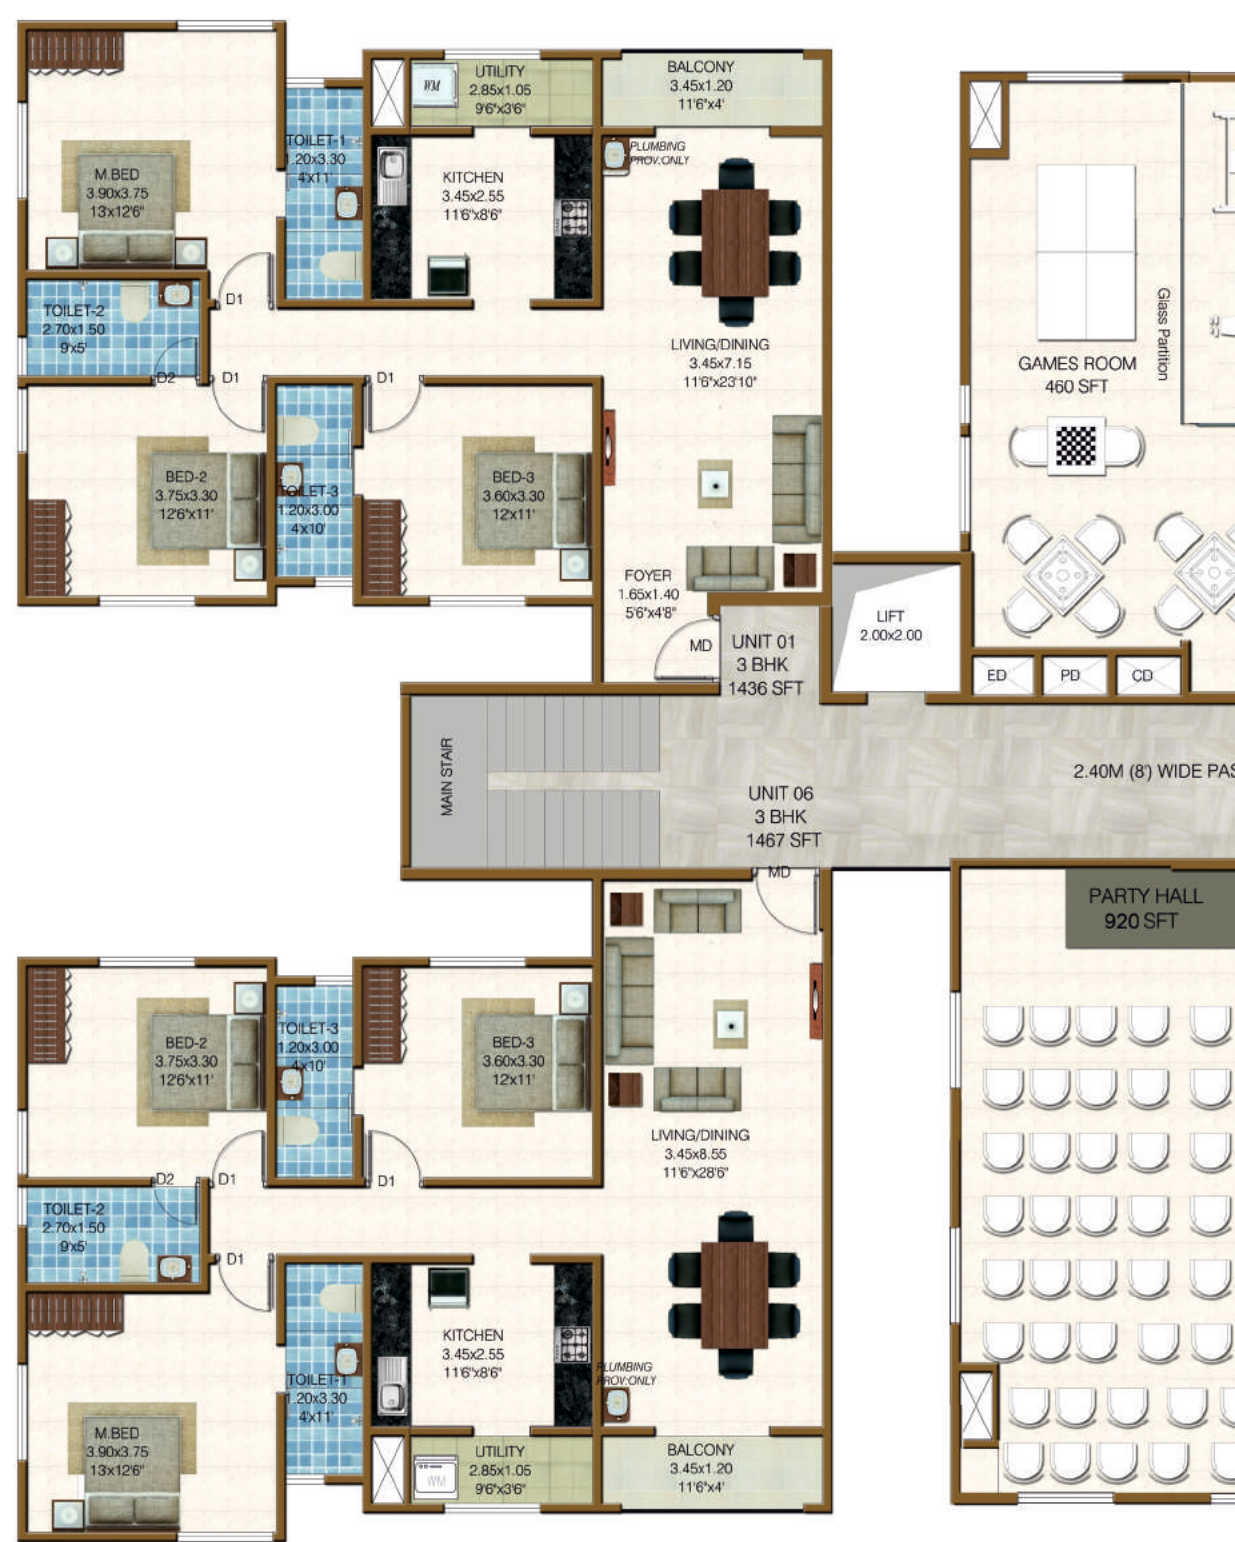 UTILITY
2.85x1.05
9'6"x3'6"
WM
BALCONY
3.45x1.20
11'6"x4'
TOILET-1
1.20x3.30
4'x11'
PLUMBING
PROV.ONLY
M.BED
3.90x3.75
13'x12'6"
KITCHEN
3.45x2.55
11'6"x8'6"
D1
TOILET-2
2.70x1.50
9'x5'
D2
D1
D1
LIVING/DINING
3.45x7.15
11'6"x23'10"
BED-2
3.75x3.30
12'6"x11'
TOILET-3
1.20x3.00
4'x10'
BED-3
3.60x3.30
12'x11'
FOYER
1.65x1.40
5'6"x4'8"
MD
UNIT 01
3 BHK
1436 SFT
LIFT
2.00x2.00
Glass Partition
GAMES ROOM
460 SFT
ED
PD
CD
MAIN STAIR
2.40M (8') WIDE PAS
UNIT 06
3 BHK
1467 SFT
MD
PARTY HALL
920 SFT
BED-2
3.75x3.30
12'6"x11'
TOILET-3
1.20x3.00
4'x10'
BED-3
3.60x3.30
12'x11'
LIVING/DINING
3.45x8.55
11'6"x28'6"
D2
D1
D1
TOILET-2
2.70x1.50
9'x5'
D1
KITCHEN
3.45x2.55
11'6"x8'6"
PLUMBING
PROV.ONLY
TOILET-1
1.20x3.30
4'x11'
M.BED
3.90x3.75
13'x12'6"
UTILITY
2.85x1.05
9'6"x3'6"
WM
BALCONY
3.45x1.20
11'6"x4'